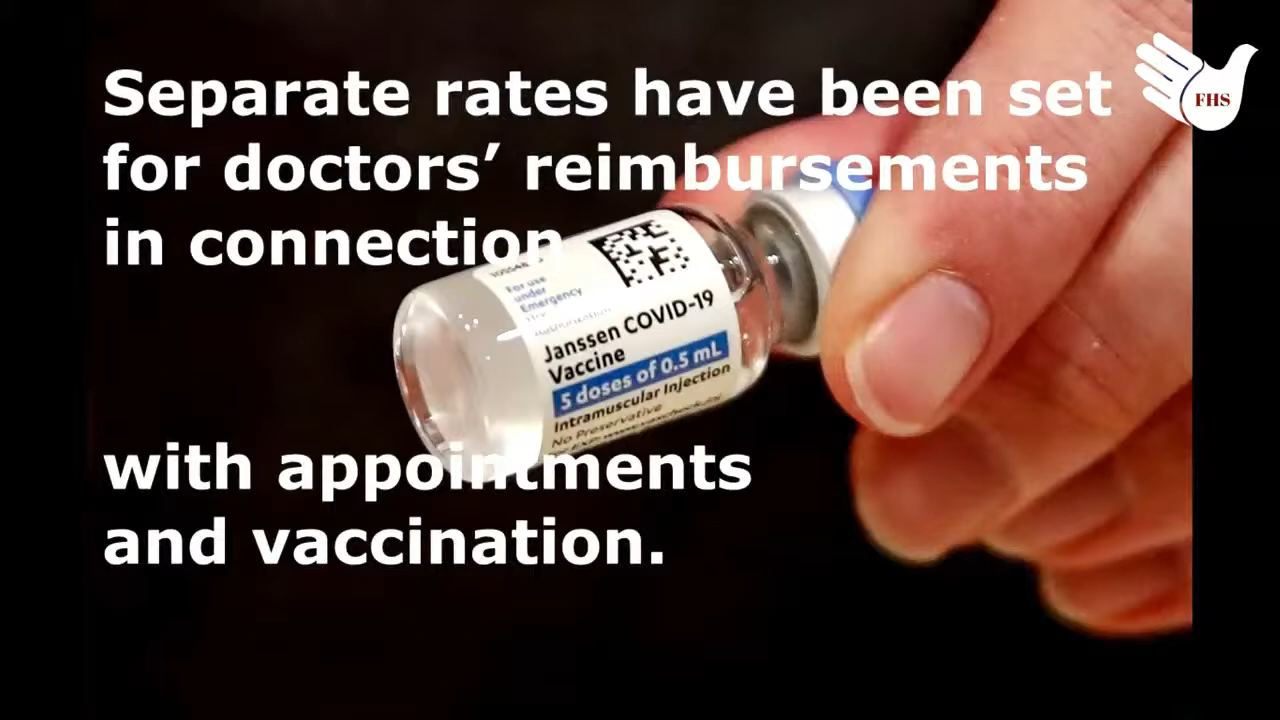 Separate rates have been set
for doctors’ reimbursements
in connection
with appointments
and vaccination.
FHS
For use
under
Emergency
Authorization
Janssen COVID-19
Vaccine
5 doses of 0.5 mL
Intramuscular Injection
No Preservative